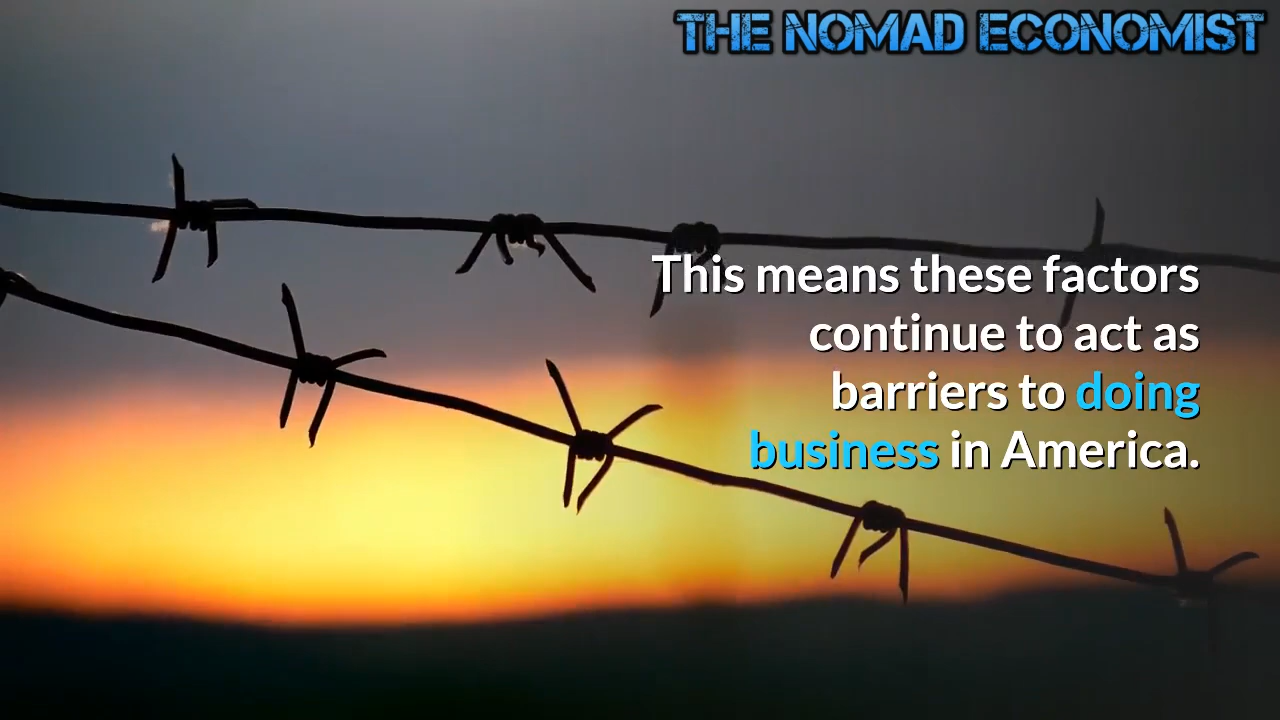 THE NOMAD ECONOMIST
This means these factors
continue to act as
barriers to doing
business in America.